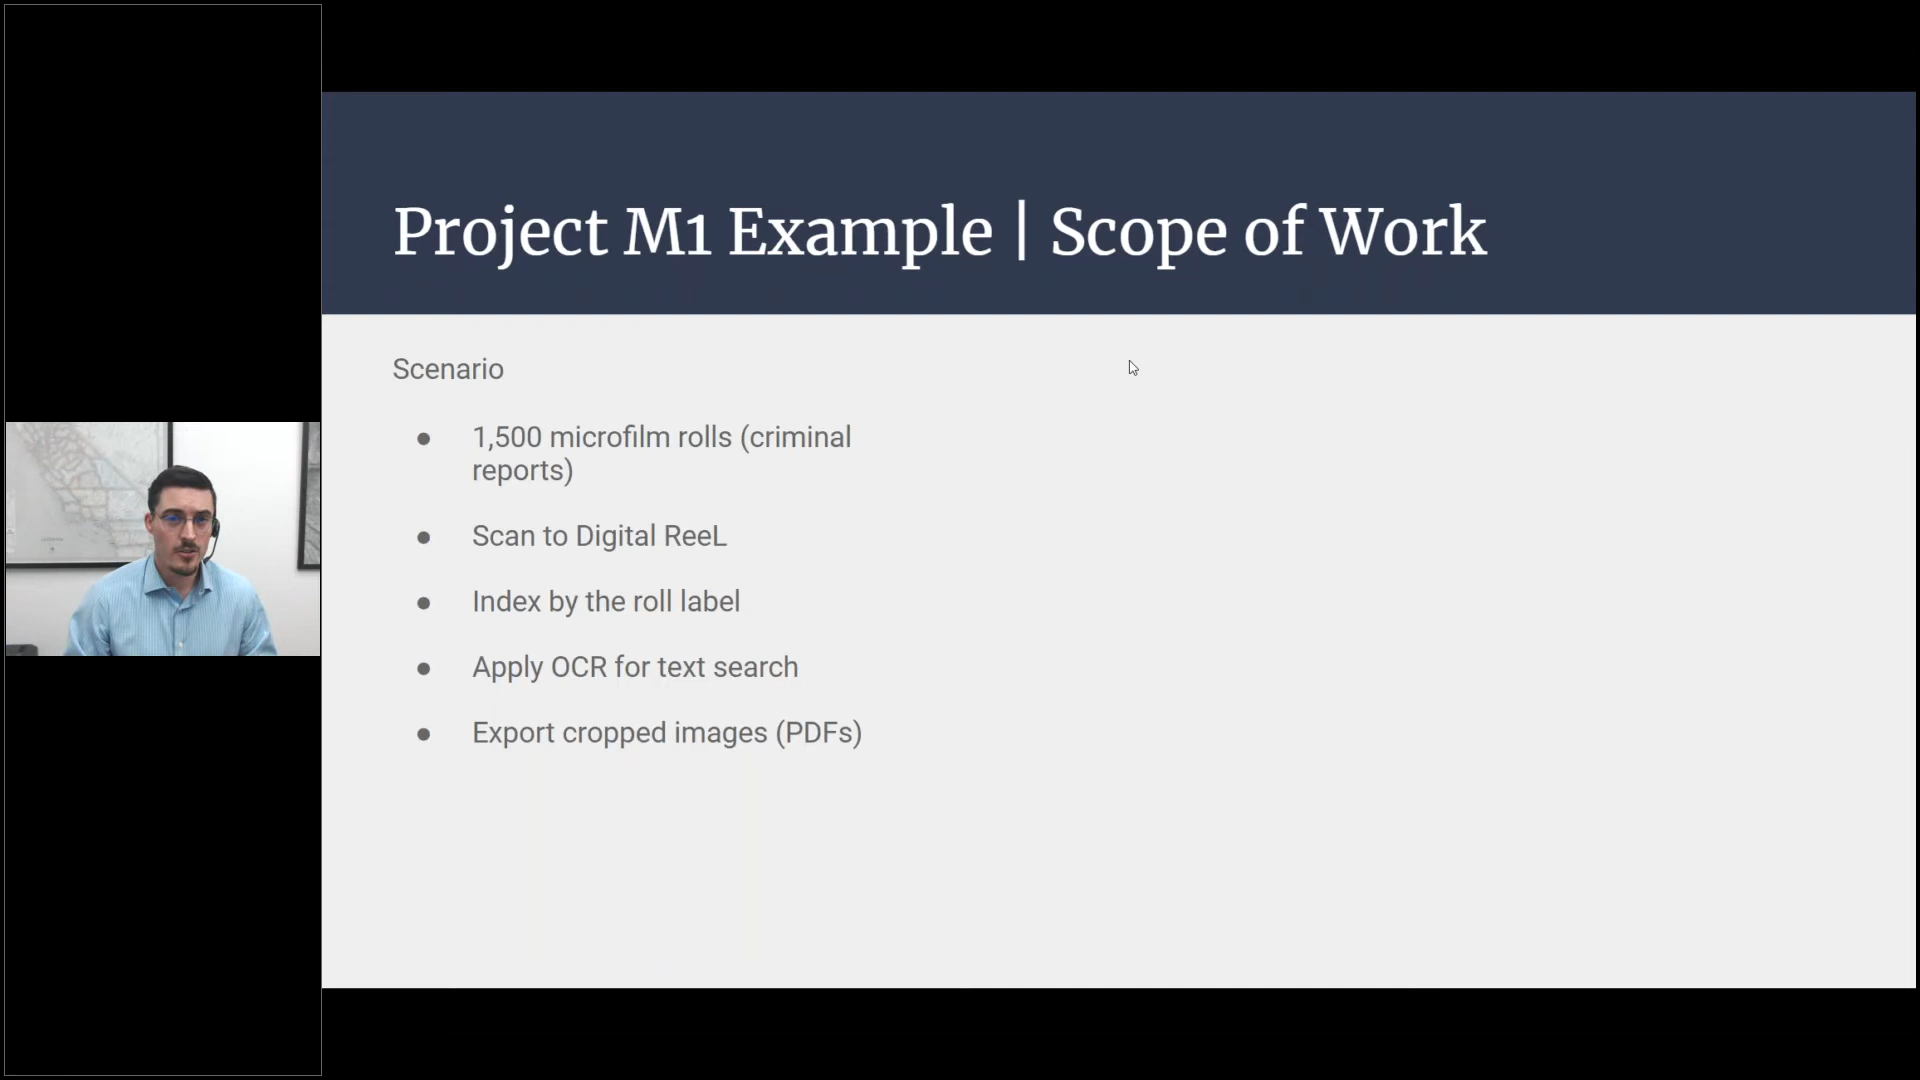 Project M1 Example | Scope of Work
Scenario
● 1,500 microfilm rolls (criminal
reports)
● Scan to Digital ReeL
● Index by the roll label
● Apply OCR for text search
● Export cropped images (PDFs)